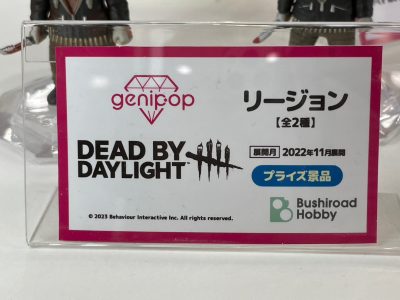 genipop
リージョン
【全2種】
DEAD BY
DAYLIGHT™
展開月 2022年11月展開
プライズ景品
© 2023 Behaviour Interactive Inc. All rights reserved.
Bushiroad
Hobby